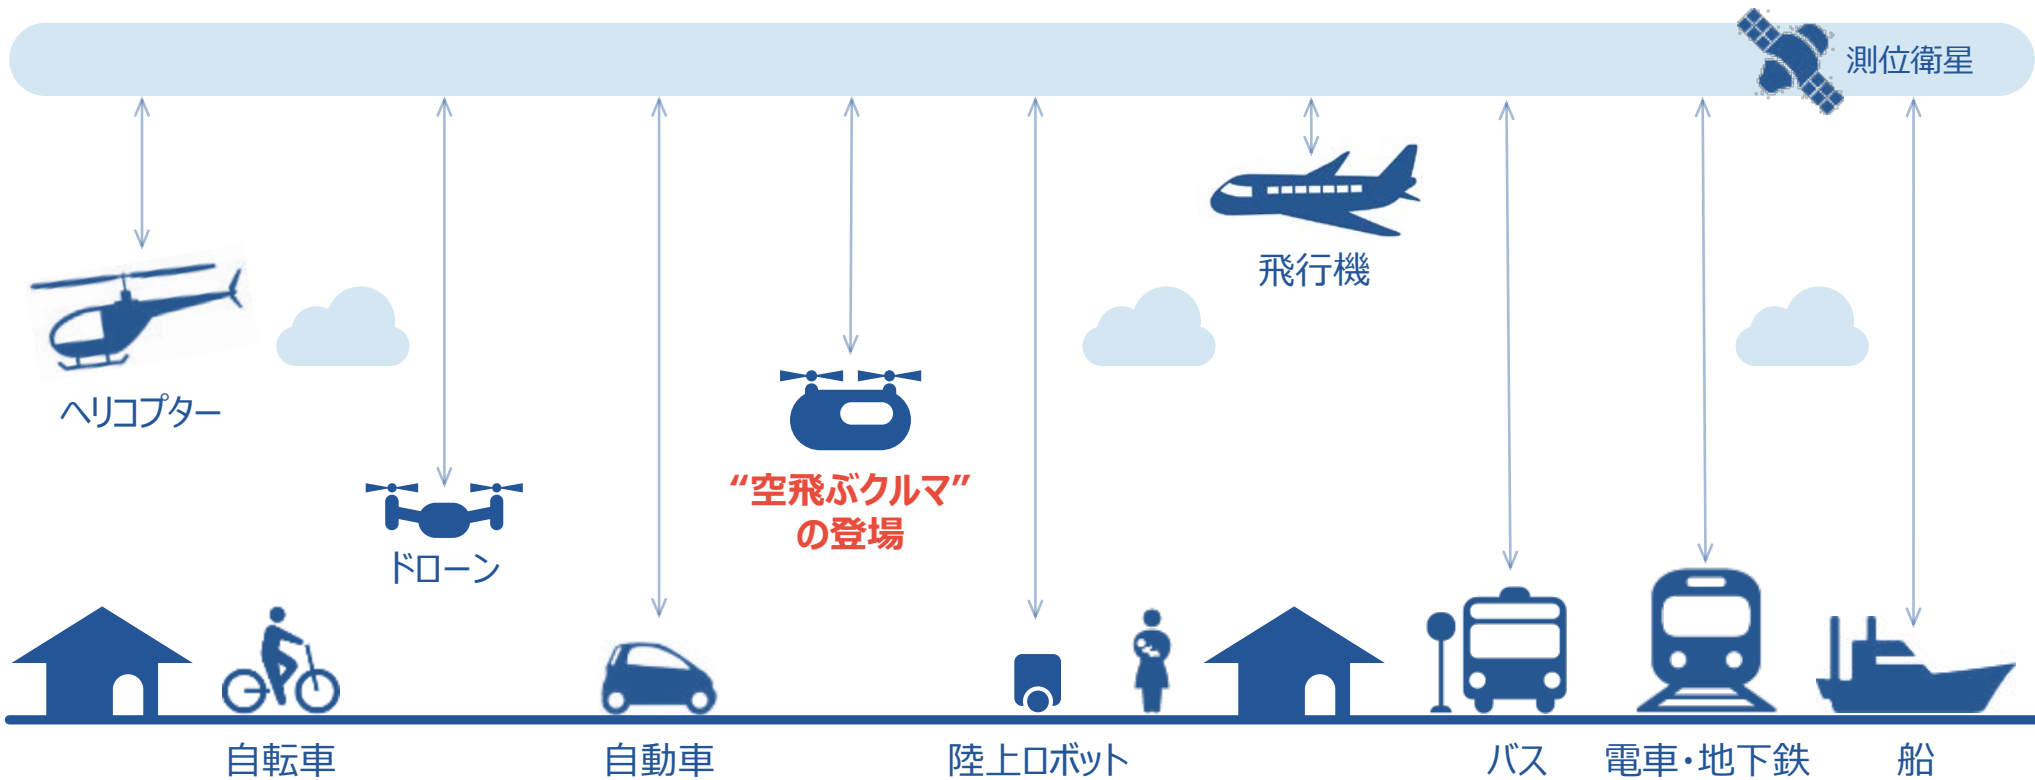 測位衛星
飛行機
ヘリコプター
“空飛ぶクルマ”
の登場
ドローン
自転車
自動車
陸上ロボット
バス
電車・地下鉄
船